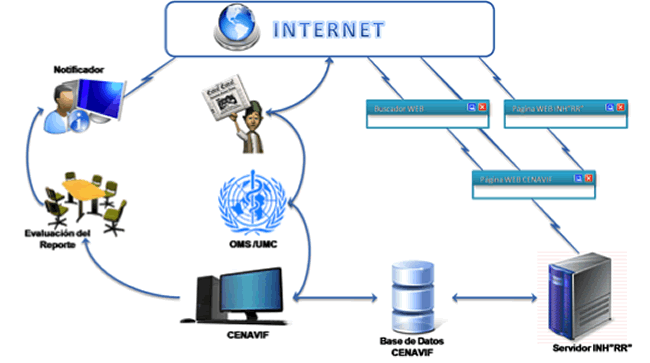 INTERNET
Notificador
Buscador WEB
Pagina WEB INH"RR"
Pagina WEB CENAVIF
Evaluación del
Reporte
OMS /UMC
CENAVIF
Base de Datos
CENAVIF
Servidor INH"RR"